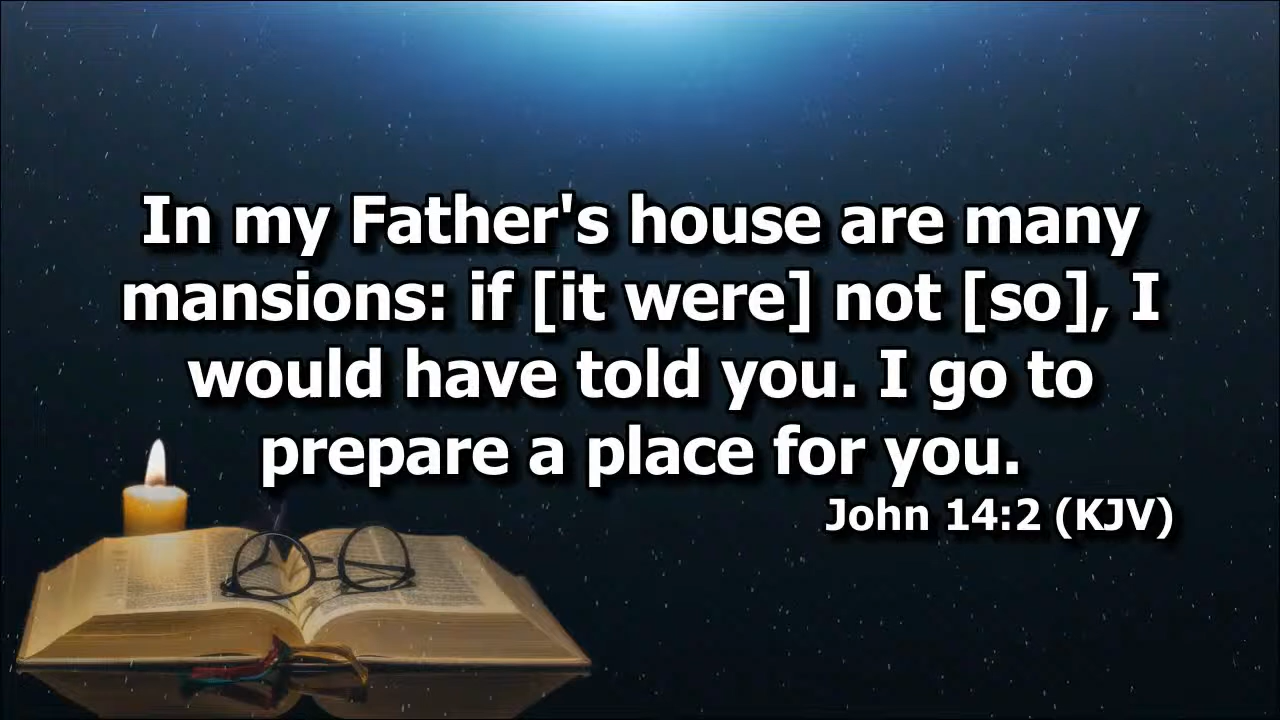 In my Father's house are many
mansions: if [it were] not [so], I
would have told you. I go to
prepare a place for you.
John 14:2 (KJV)